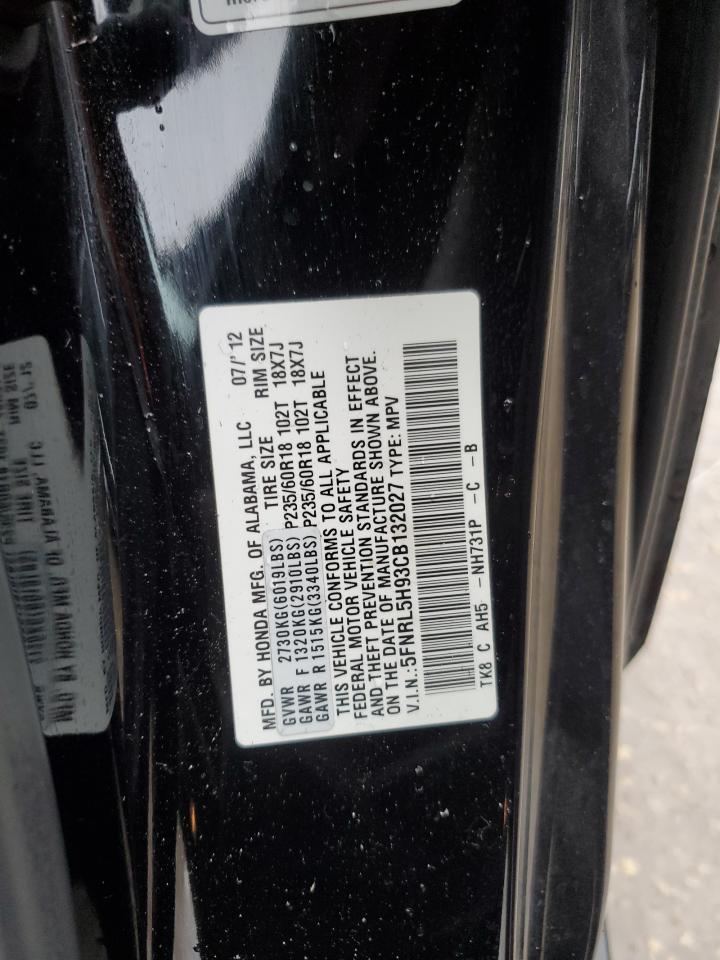 MFD. BY HONDA MFG. OF ALABAMA, LLC 07/'12
TIRE SIZE RIM SIZE
GVWR 2730KG(6019LBS)
GAWR F 1320KG(2910LBS) P235/60R18 102T 18X7J
GAWR R 1515KG(3340LBS) P235/60R18 102T 18X7J
THIS VEHICLE CONFORMS TO ALL APPLICABLE
FEDERAL MOTOR VEHICLE SAFETY
AND THEFT PREVENTION STANDARDS IN EFFECT
ON THE DATE OF MANUFACTURE SHOWN ABOVE.
V.I.N.:5FNRL5H93CB132027 TYPE: MPV
TK8 C AH5 -NH731P -C -B